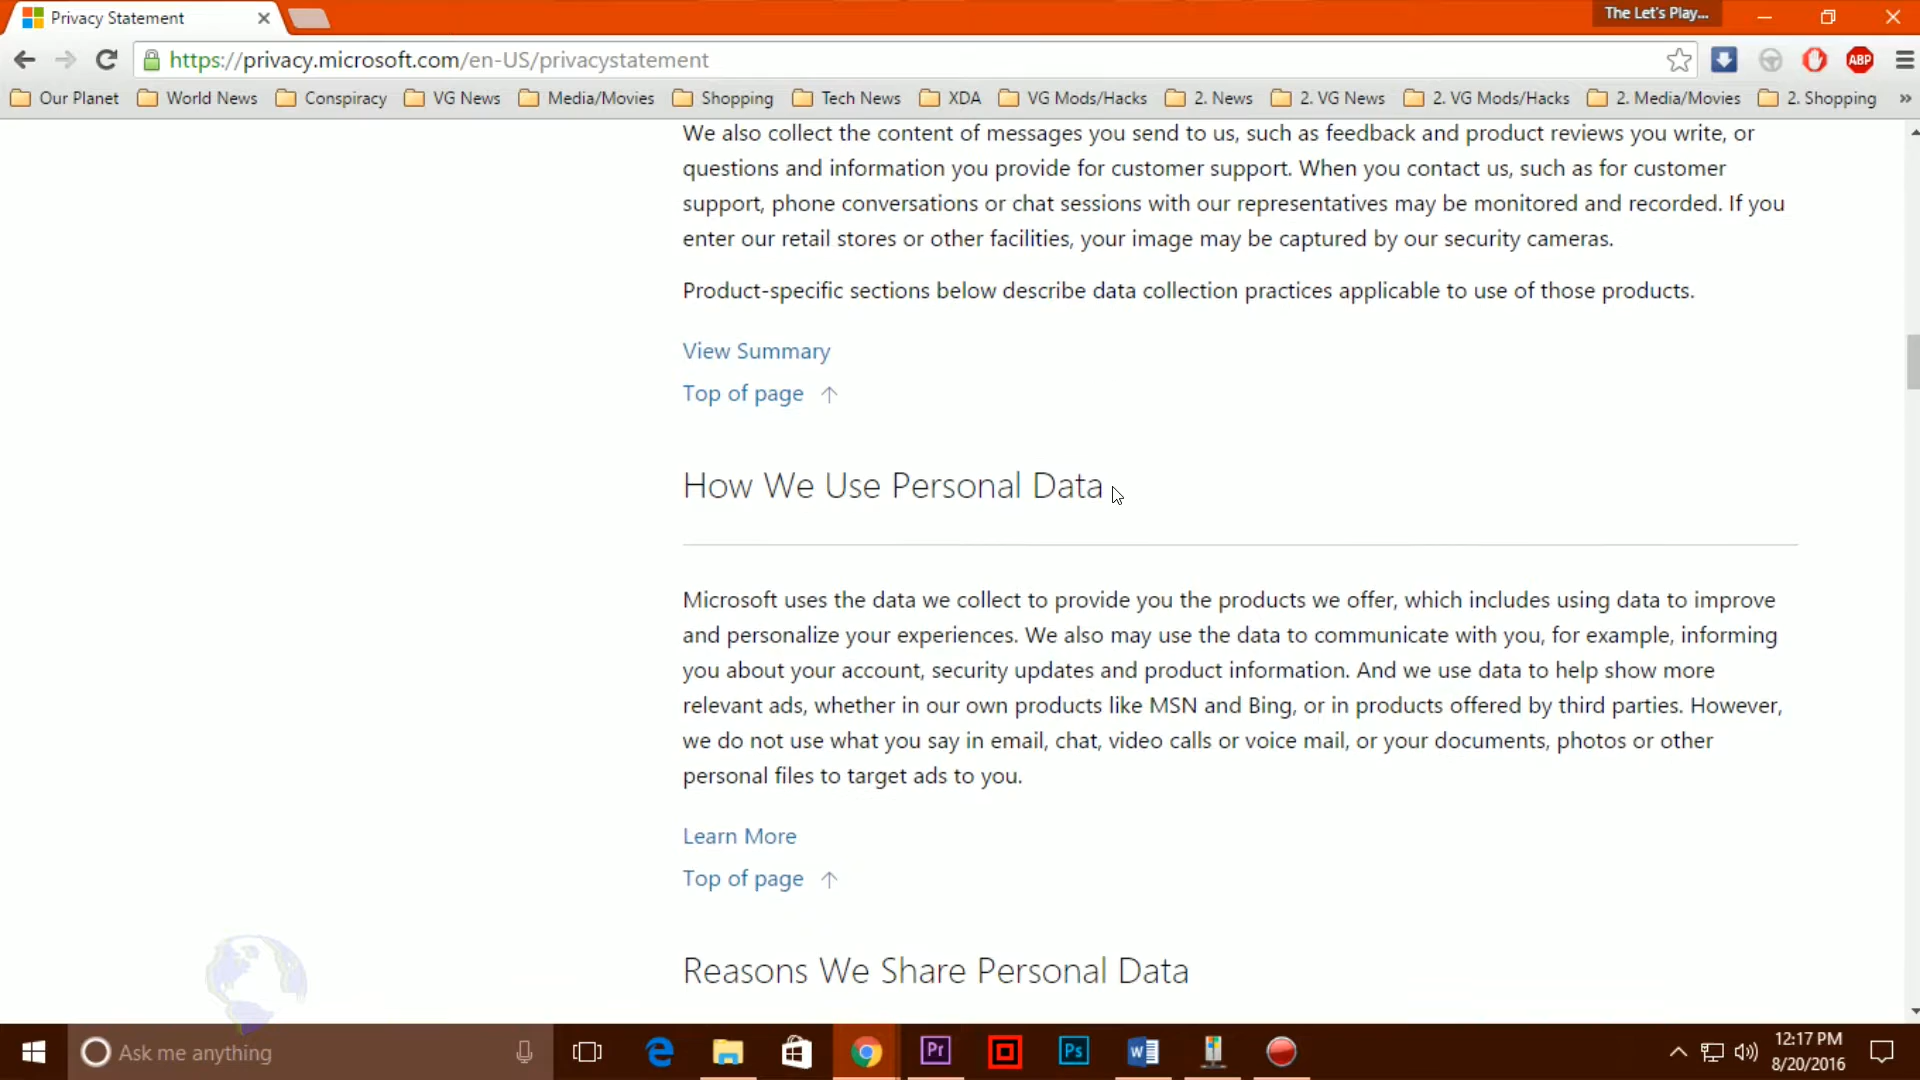 Privacy Statement
The Let's Play...
https://privacy.microsoft.com/en-US/privacystatement
ABP
Our Planet World News Conspiracy VG News Media/Movies Shopping Tech News XDA VG Mods/Hacks 2. News 2. VG News 2. VG Mods/Hacks 2. Media/Movies 2. Shopping »
We also collect the content of messages you send to us, such as feedback and product reviews you write, or
questions and information you provide for customer support. When you contact us, such as for customer
support, phone conversations or chat sessions with our representatives may be monitored and recorded. If you
enter our retail stores or other facilities, your image may be captured by our security cameras.
Product-specific sections below describe data collection practices applicable to use of those products.
View Summary
Top of page
How We Use Personal Data
Microsoft uses the data we collect to provide you the products we offer, which includes using data to improve
and personalize your experiences. We also may use the data to communicate with you, for example, informing
you about your account, security updates and product information. And we use data to help show more
relevant ads, whether in our own products like MSN and Bing, or in products offered by third parties. However,
we do not use what you say in email, chat, video calls or voice mail, or your documents, photos or other
personal files to target ads to you.
Learn More
Top of page
Reasons We Share Personal Data
Ask me anything
Pr
Ps
12:17 PM
8/20/2016